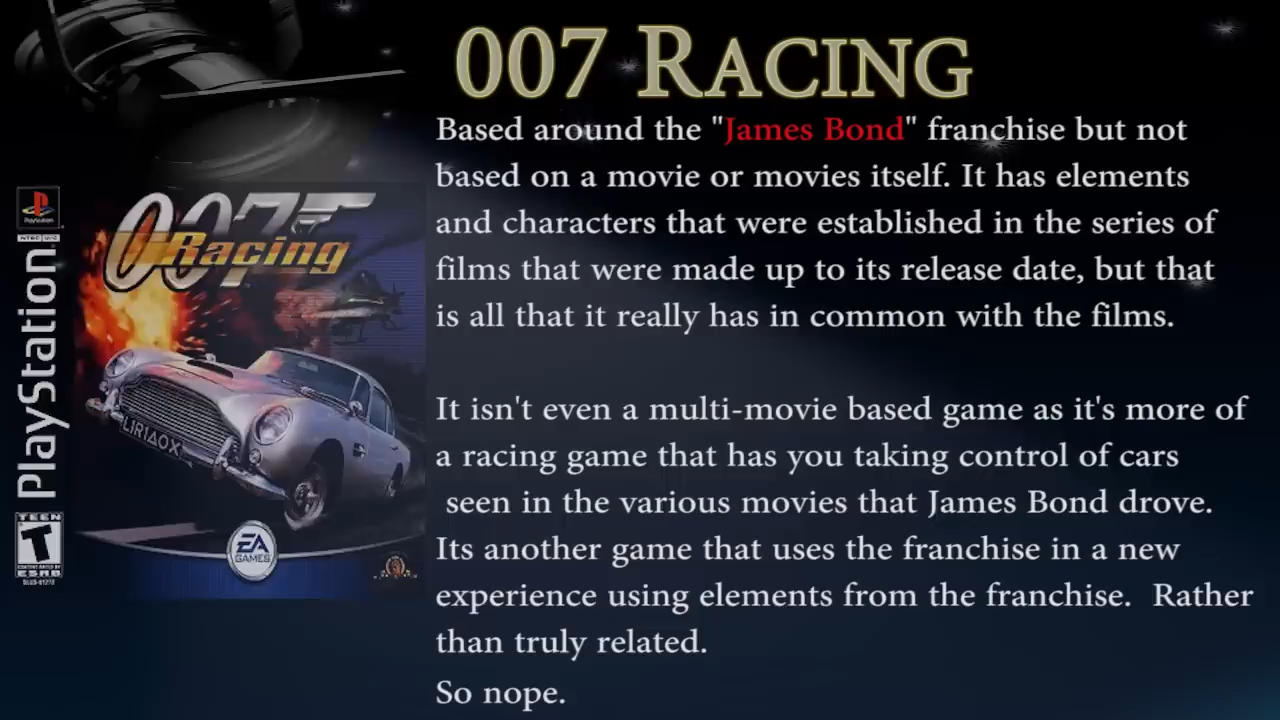 007 RACING
Based around the "James Bond" franchise but not
based on a movie or movies itself. It has elements
and characters that were established in the series of
films that were made up to its release date, but that
is all that it really has in common with the films.
It isn't even a multi-movie based game as it's more of
a racing game that has you taking control of cars
seen in the various movies that James Bond drove.
Its another game that uses the franchise in a new
experience using elements from the franchise.  Rather
than truly related.
So nope.
PlayStation
NTSC U/C
PlayStation
TEEN
T
CONTENT RATED BY
ESRB
007
Racing
EA
GAMES